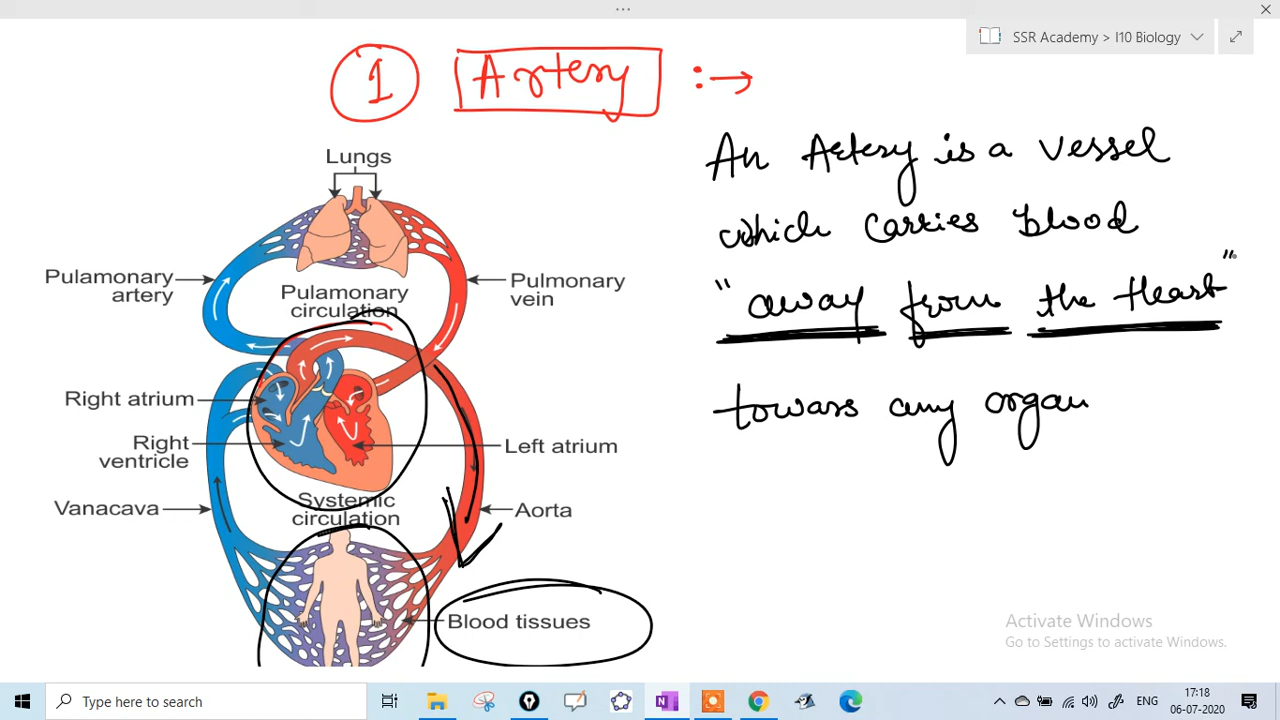 SSR Academy > I10 Biology
1 Artery :→
An Artery is a vessel
which carries blood
"away from the Heart"
towars any organ
Lungs
Pulamonary
artery
Pulmonary
vein
Pulamonary
circulation
Right atrium
Right
ventricle
Left atrium
Systemic
circulation
Vanacava
Aorta
Blood tissues
Activate Windows
Go to Settings to activate Windows.
Type here to search
ENG
17:18
06-07-2020